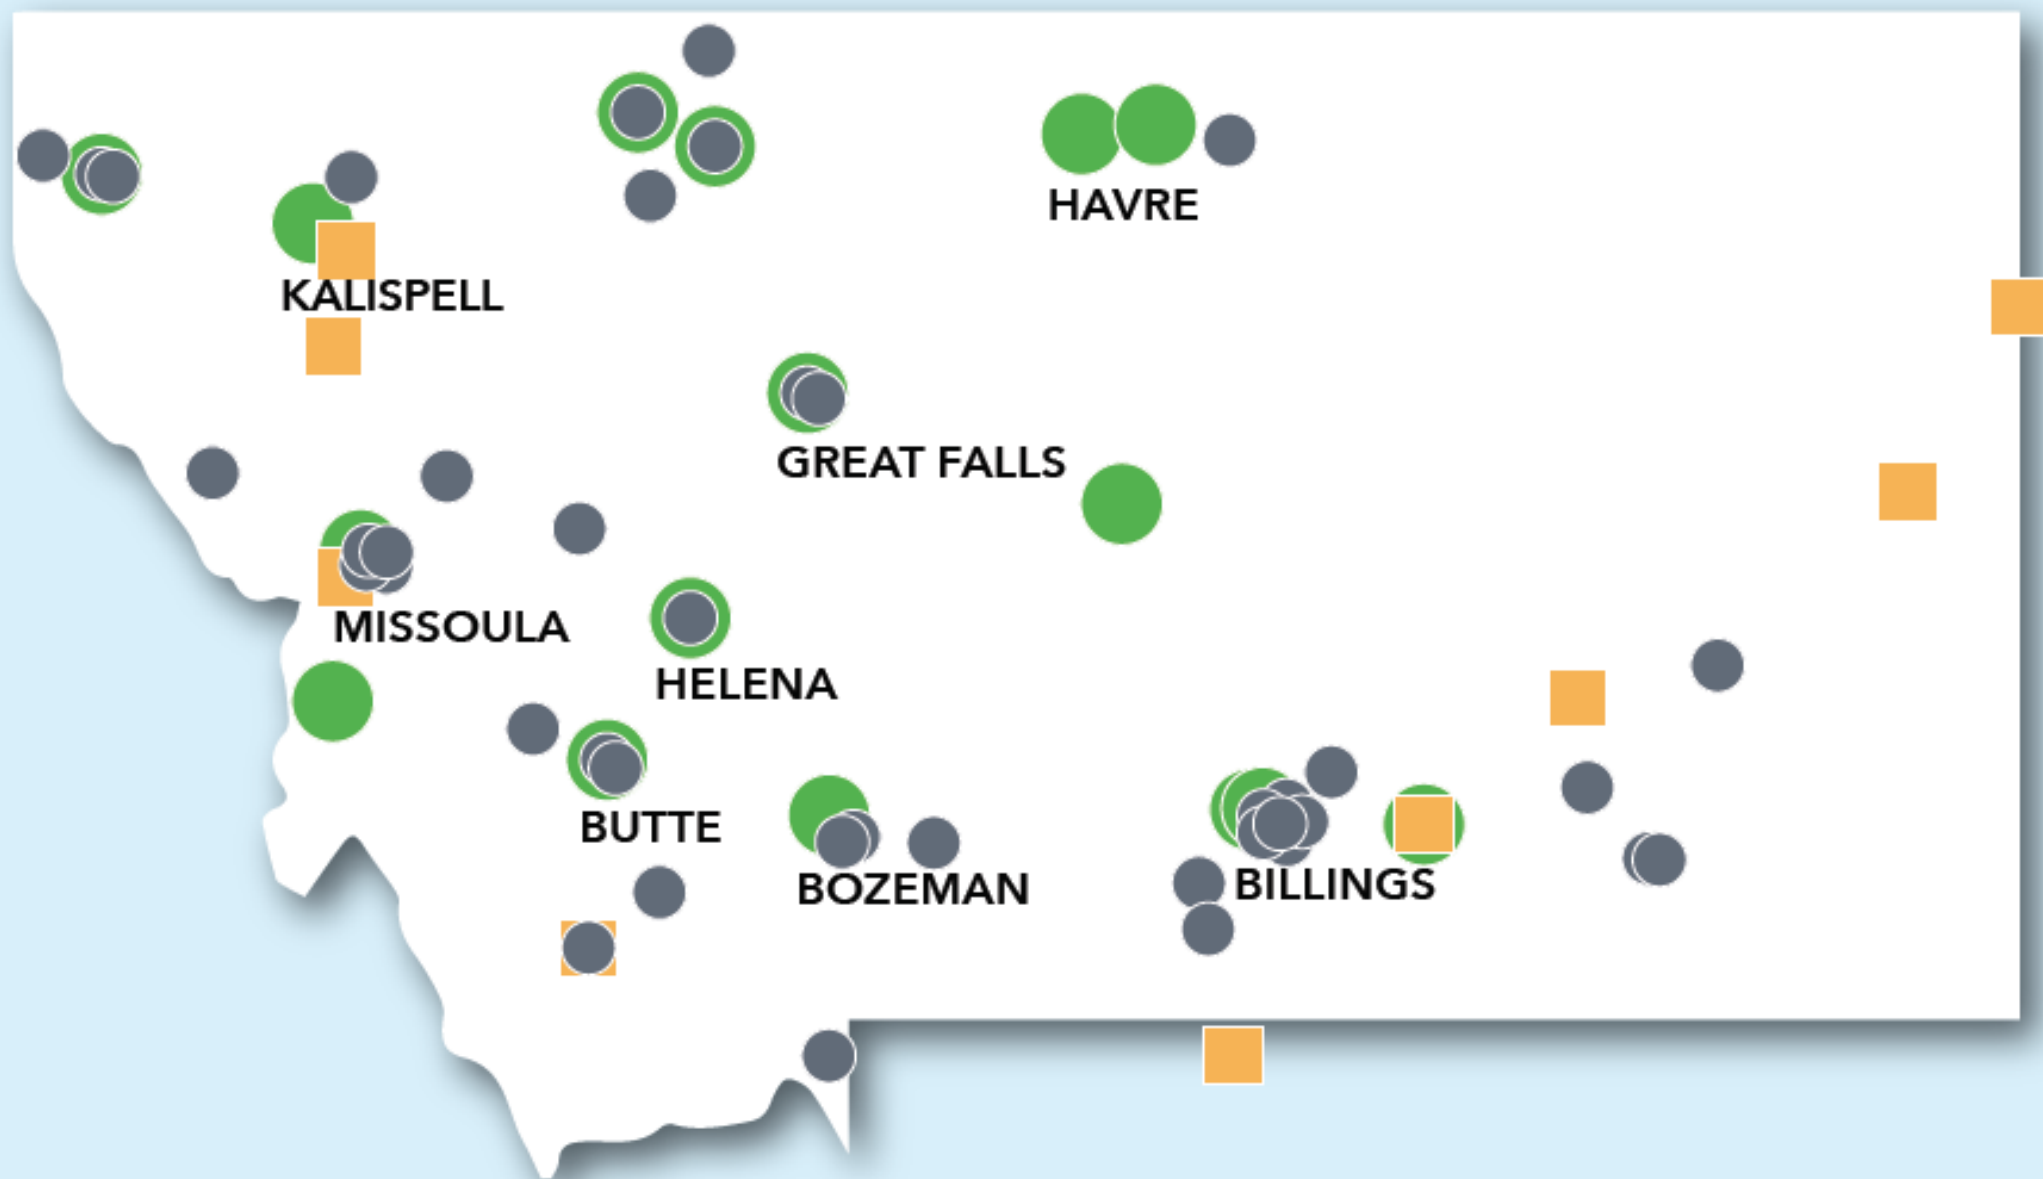 HAVRE
KALISPELL
GREAT FALLS
MISSOULA
HELENA
BUTTE
BOZEMAN
BILLINGS